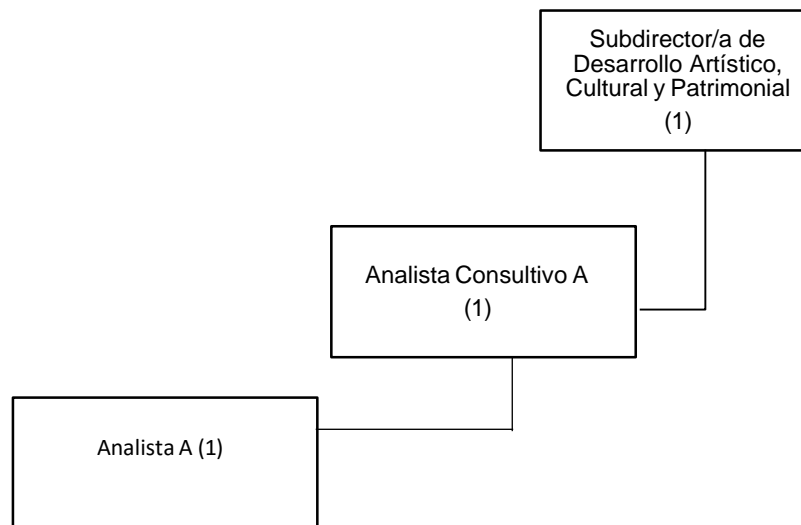 Subdirector/a de
Desarrollo Artístico,
Cultural y Patrimonial
(1)
Analista Consultivo A
(1)
Analista A (1)